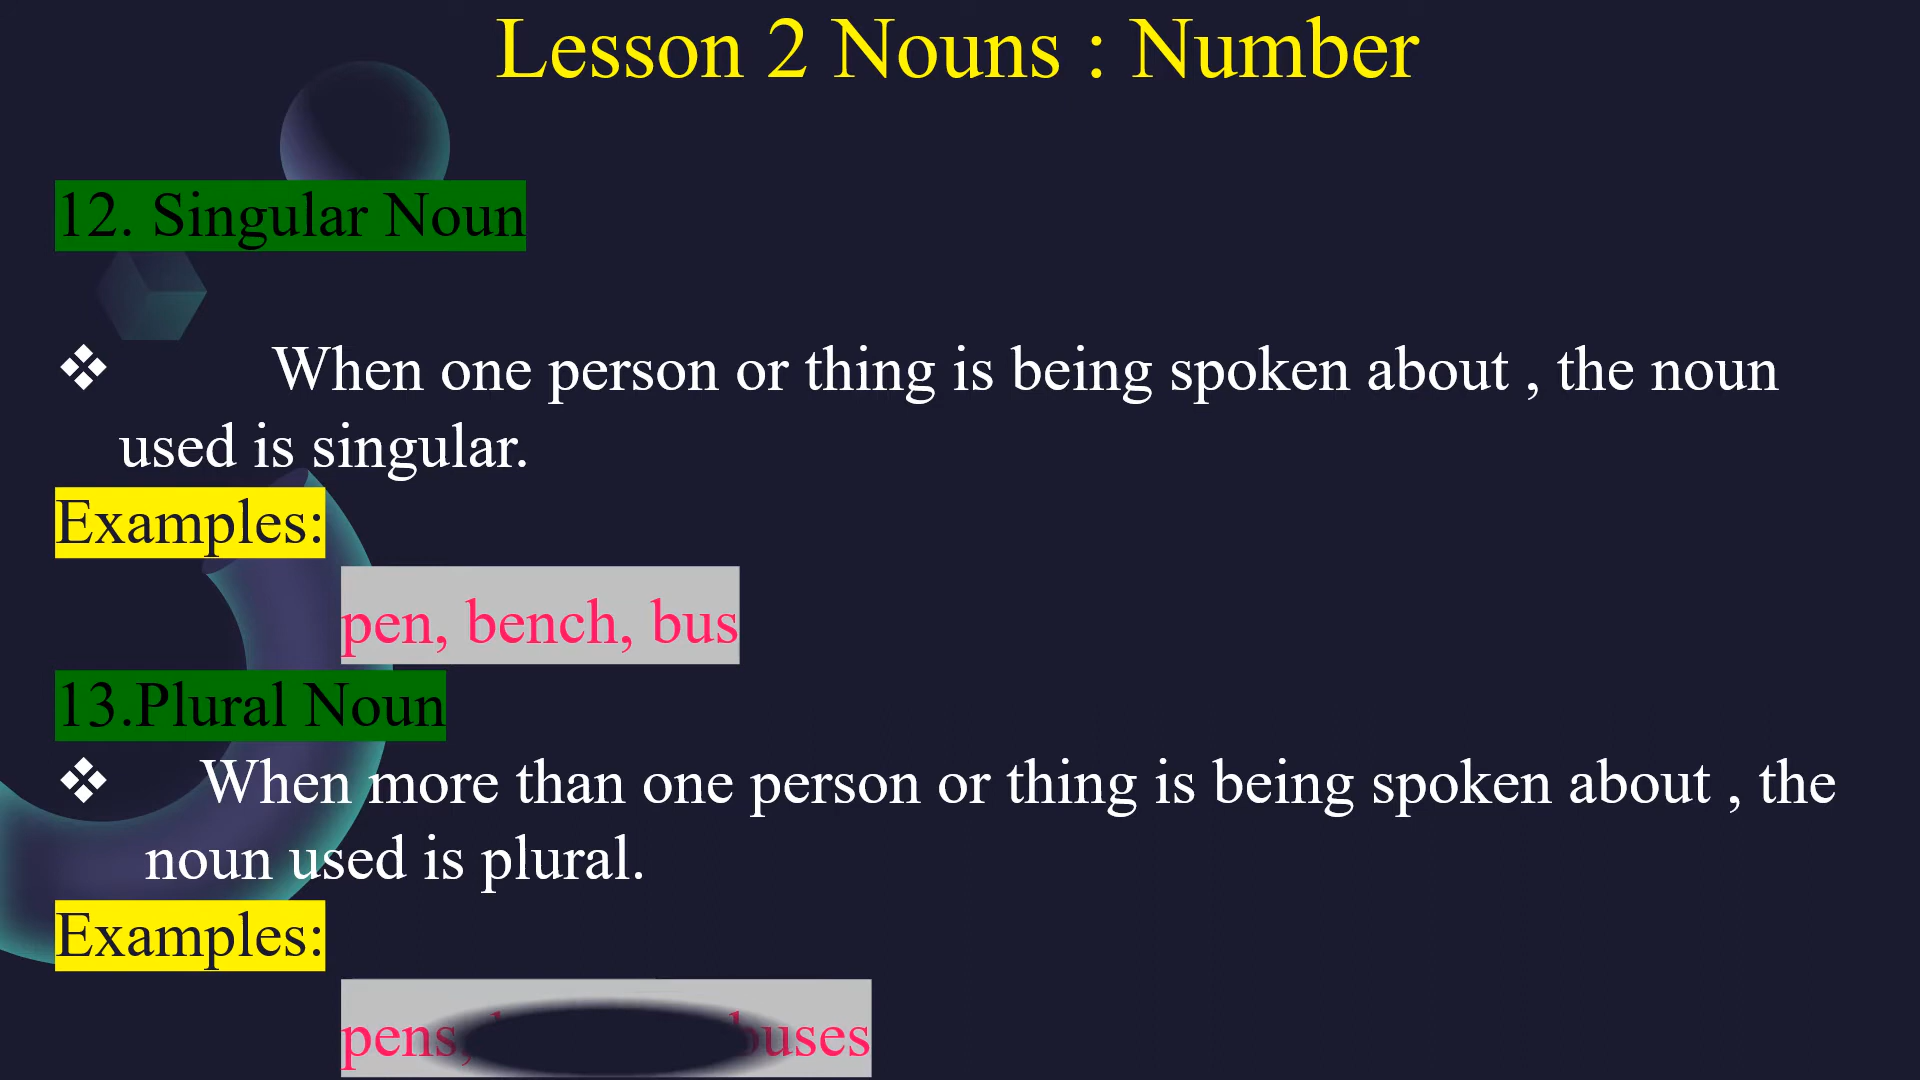 Lesson 2 Nouns : Number
12. Singular Noun
❖ When one person or thing is being spoken about , the noun
used is singular.
Examples:
pen, bench, bus
13.Plural Noun
❖ When more than one person or thing is being spoken about , the
noun used is plural.
Examples:
pens, buses